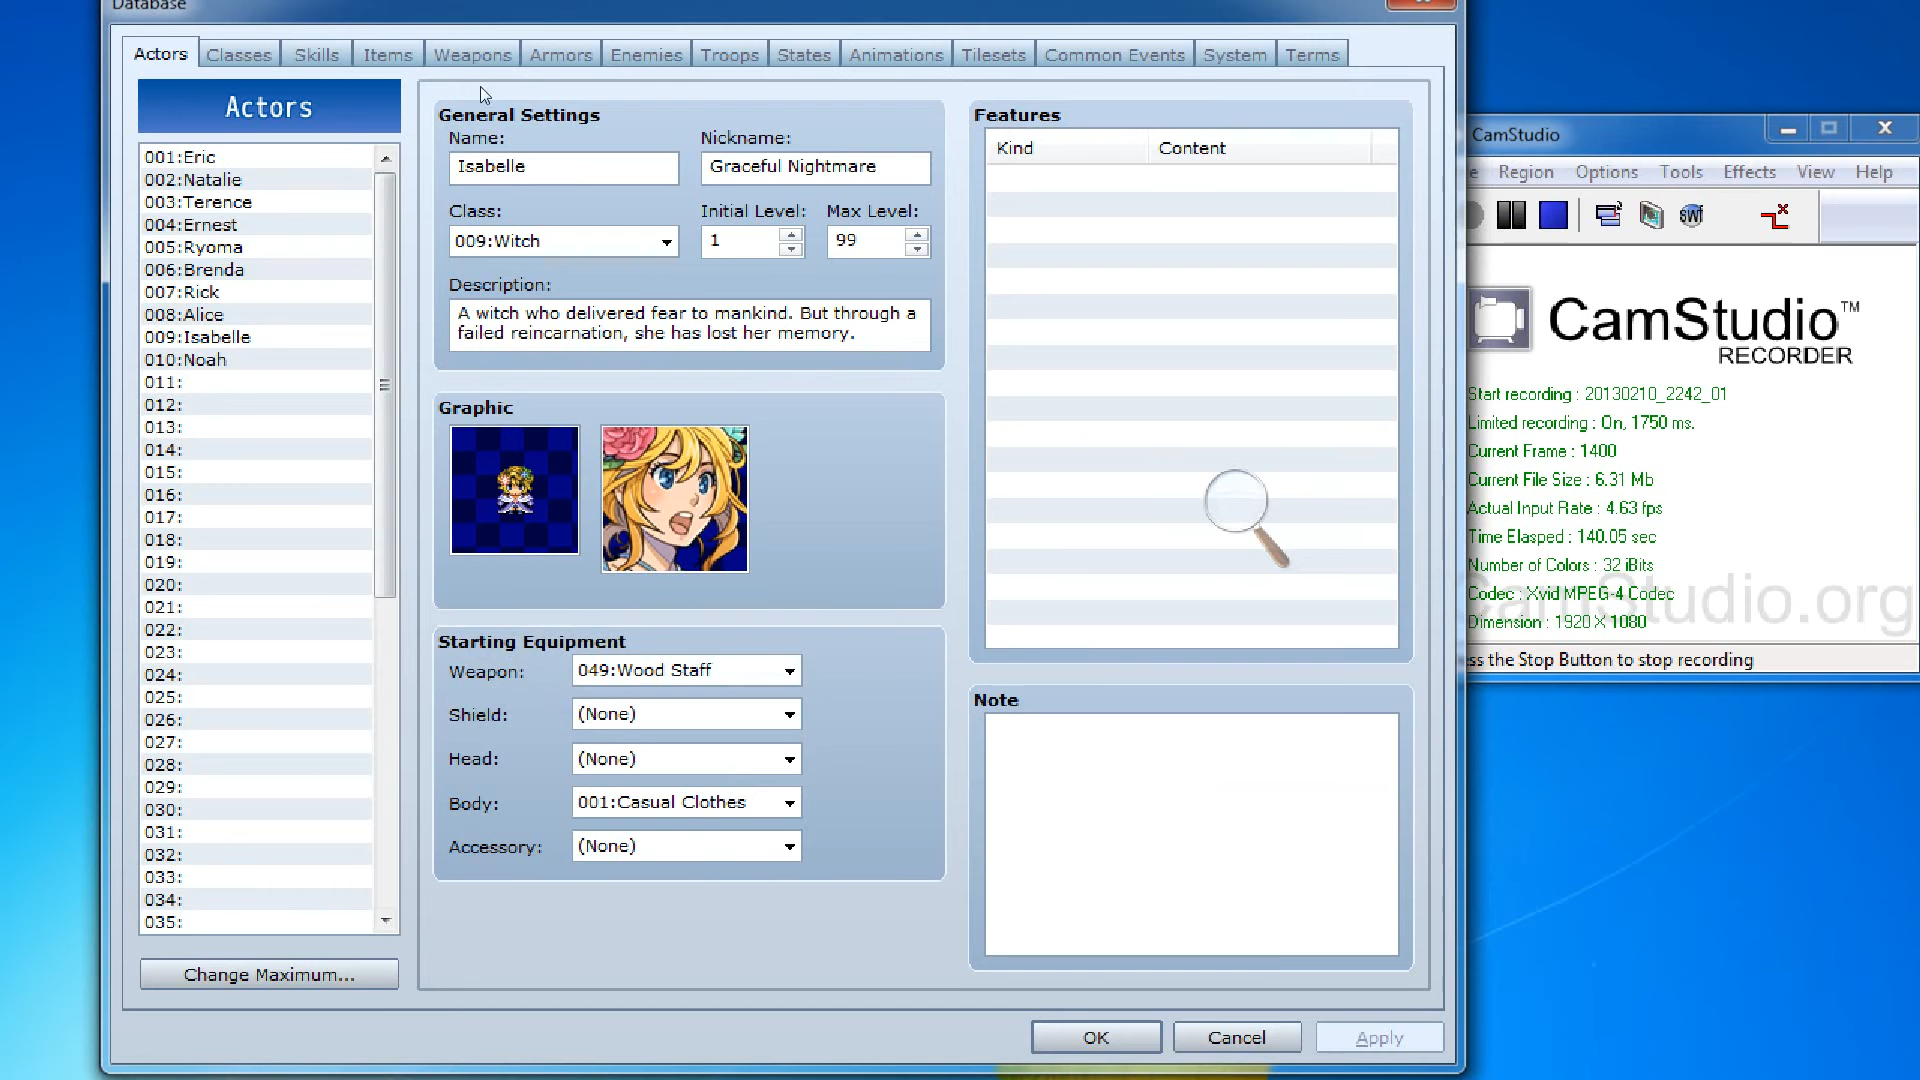 Database
Actors Classes Skills Items Weapons Armors Enemies Troops States Animations Tilesets Common Events System Terms
Actors
001:Eric
002:Natalie
003:Terence
004:Ernest
005:Ryoma
006:Brenda
007:Rick
008:Alice
009:Isabelle
010:Noah
011:
012:
013:
014:
015:
016:
017:
018:
019:
020:
021:
022:
023:
024:
025:
026:
027:
028:
029:
030:
031:
032:
033:
034:
035:
Change Maximum...
General Settings
Name: Nickname:
Isabelle Graceful Nightmare
Class: Initial Level: Max Level:
009:Witch 1 99
Description:
A witch who delivered fear to mankind. But through a
failed reincarnation, she has lost her memory.
Graphic
Starting Equipment
Weapon: 049:Wood Staff
Shield: (None)
Head: (None)
Body: 001:Casual Clothes
Accessory: (None)
Features
Kind Content
Note
OK Cancel Apply
CamStudio
e Region Options Tools Effects View Help
swf
CamStudio™
RECORDER
Start recording : 20130210_2242_01
Limited recording : On, 1750 ms.
Current Frame : 1400
Current File Size : 6.31 Mb
Actual Input Rate : 4.63 fps
Time Elasped : 140.05 sec
Number of Colors : 32 iBits
Codec : Xvid MPEG-4 Codec
CamStudio.org
Dimension : 1920 X 1080
ss the Stop Button to stop recording